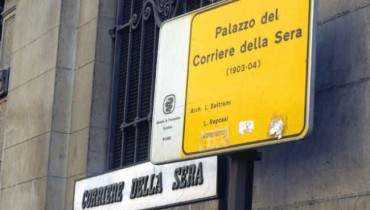 Palazzo del
Corriere della Sera
(1903-04)
Arch. L. Beltrami
L. Repossi
CORRIERE DELLA SERA